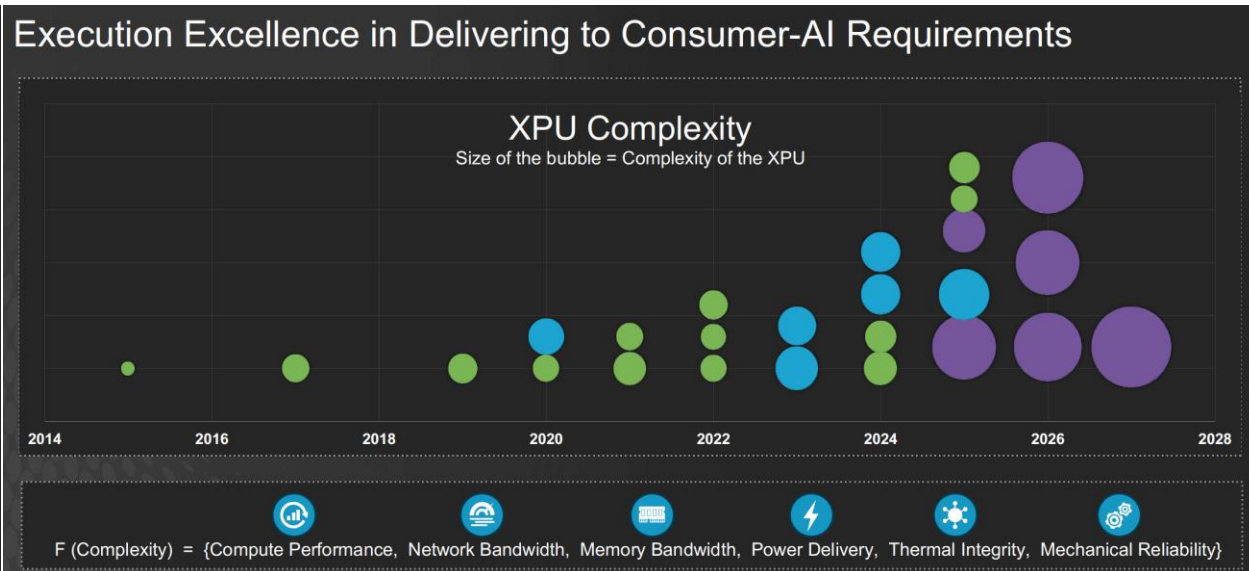 Execution Excellence in Delivering to Consumer-AI Requirements
XPU Complexity
Size of the bubble = Complexity of the XPU
2014 2016 2018 2020 2022 2024 2026 2028
F (Complexity) = {Compute Performance, Network Bandwidth, Memory Bandwidth, Power Delivery, Thermal Integrity, Mechanical Reliability}